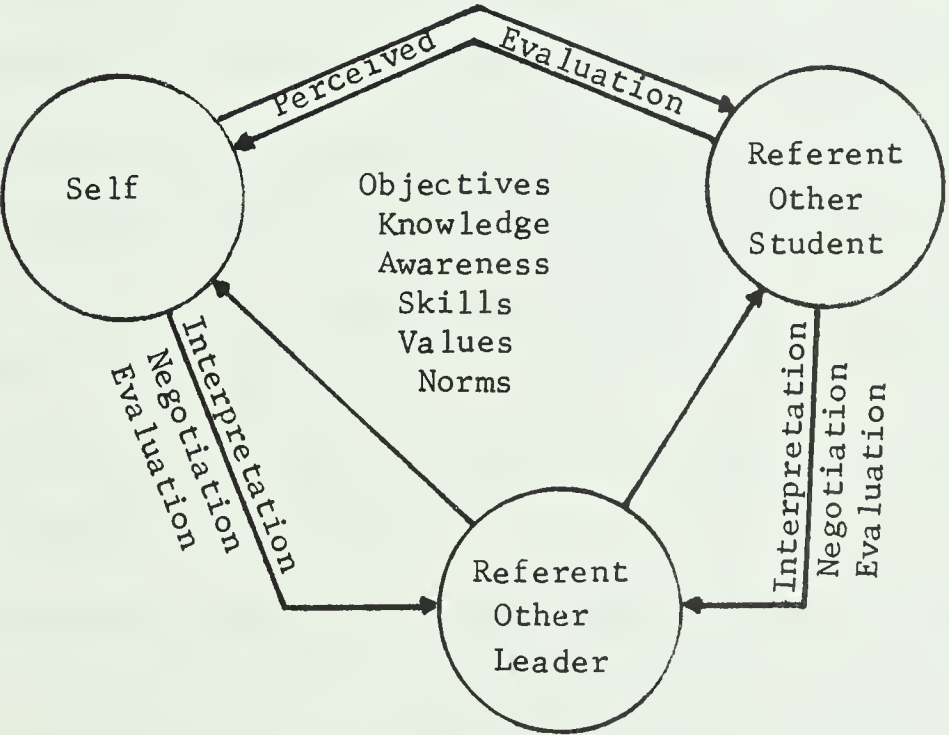 Perceived Evaluation
Self
Objectives
Knowledge
Awareness
Skills
Values
Norms
Referent
Other
Student
Interpretation
Negotiation
Evaluation
Interpretation
Negotiation
Evaluation
Referent
Other
Leader